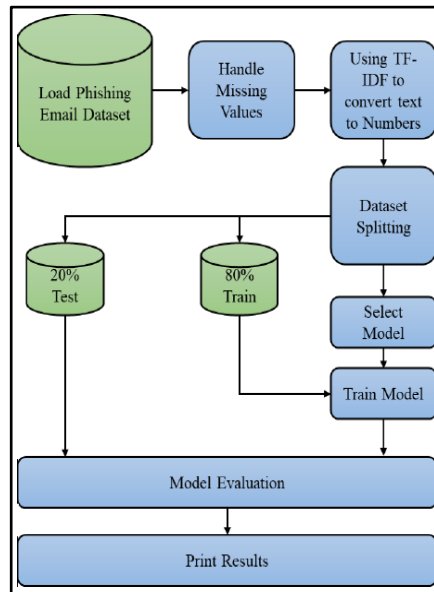 Load Phishing
Email Dataset
Handle
Missing
Values
Using TF-
IDF to
convert text
to Numbers
Dataset
Splitting
20%
Test
80%
Train
Select
Model
Train Model
Model Evaluation
Print Results